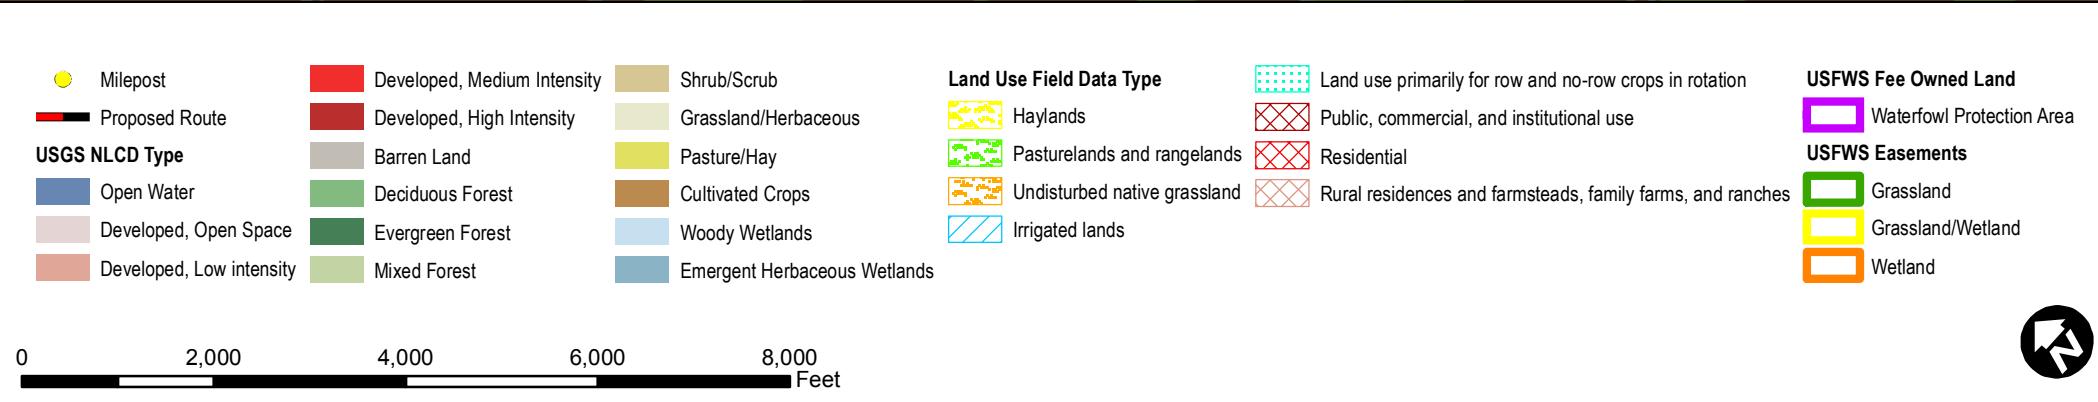 Milepost
Proposed Route
USGS NLCD Type
Open Water
Developed, Open Space
Developed, Low intensity
Developed, Medium Intensity
Developed, High Intensity
Barren Land
Deciduous Forest
Evergreen Forest
Mixed Forest
Shrub/Scrub
Grassland/Herbaceous
Pasture/Hay
Cultivated Crops
Woody Wetlands
Emergent Herbaceous Wetlands
Land Use Field Data Type
Haylands
Pasturelands and rangelands
Undisturbed native grassland
Irrigated lands
Land use primarily for row and no-row crops in rotation
Public, commercial, and institutional use
Residential
Rural residences and farmsteads, family farms, and ranches
USFWS Fee Owned Land
Waterfowl Protection Area
USFWS Easements
Grassland
Grassland/Wetland
Wetland
0 2,000 4,000 6,000 8,000
Feet
N